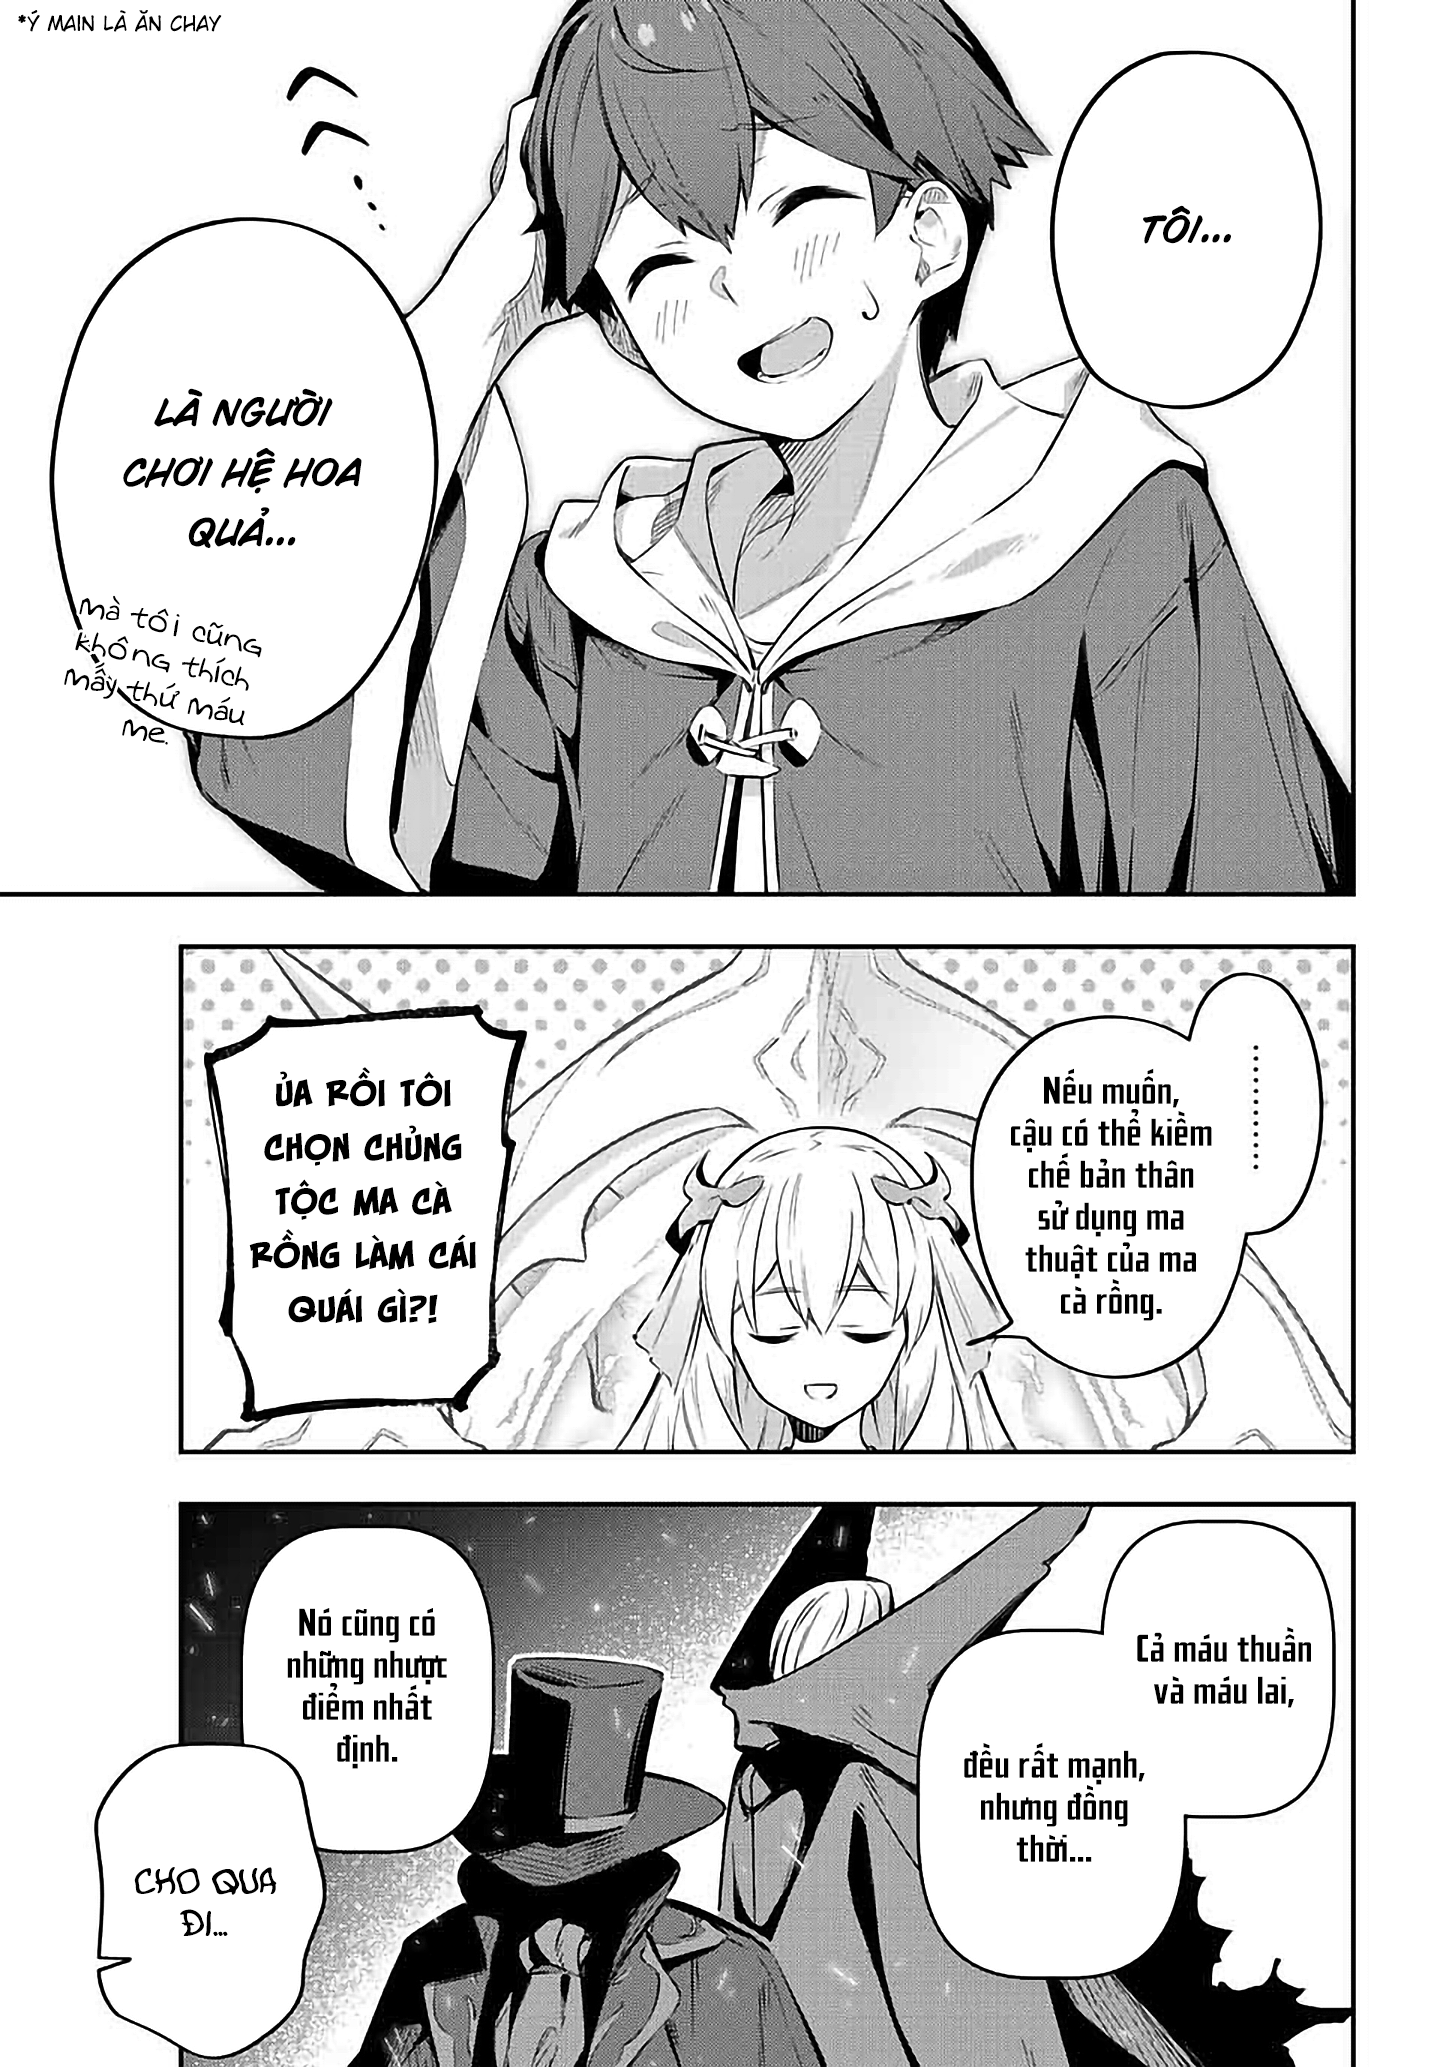 *Ý MAIN LÀ ĂN CHAY
TÔI...
LÀ NGƯỜI
CHƠI HỆ HOA
QUẢ...
mà tôi cũng
không thích
mấy thứ máu
me.
..........
Nếu muốn,
cậu có thể kiềm
chế bản thân
sử dụng ma
thuật của ma
cà rồng.
ỦA RỒI TÔI
CHỌN CHỦNG
TỘC MA CÀ
RỒNG LÀM CÁI
QUÁI GÌ?!
Cả máu thuần
và máu lai,
đều rất mạnh,
nhưng đồng
thời...
Nó cũng có
những nhược
điểm nhất
định.
CHO QUA
ĐI...